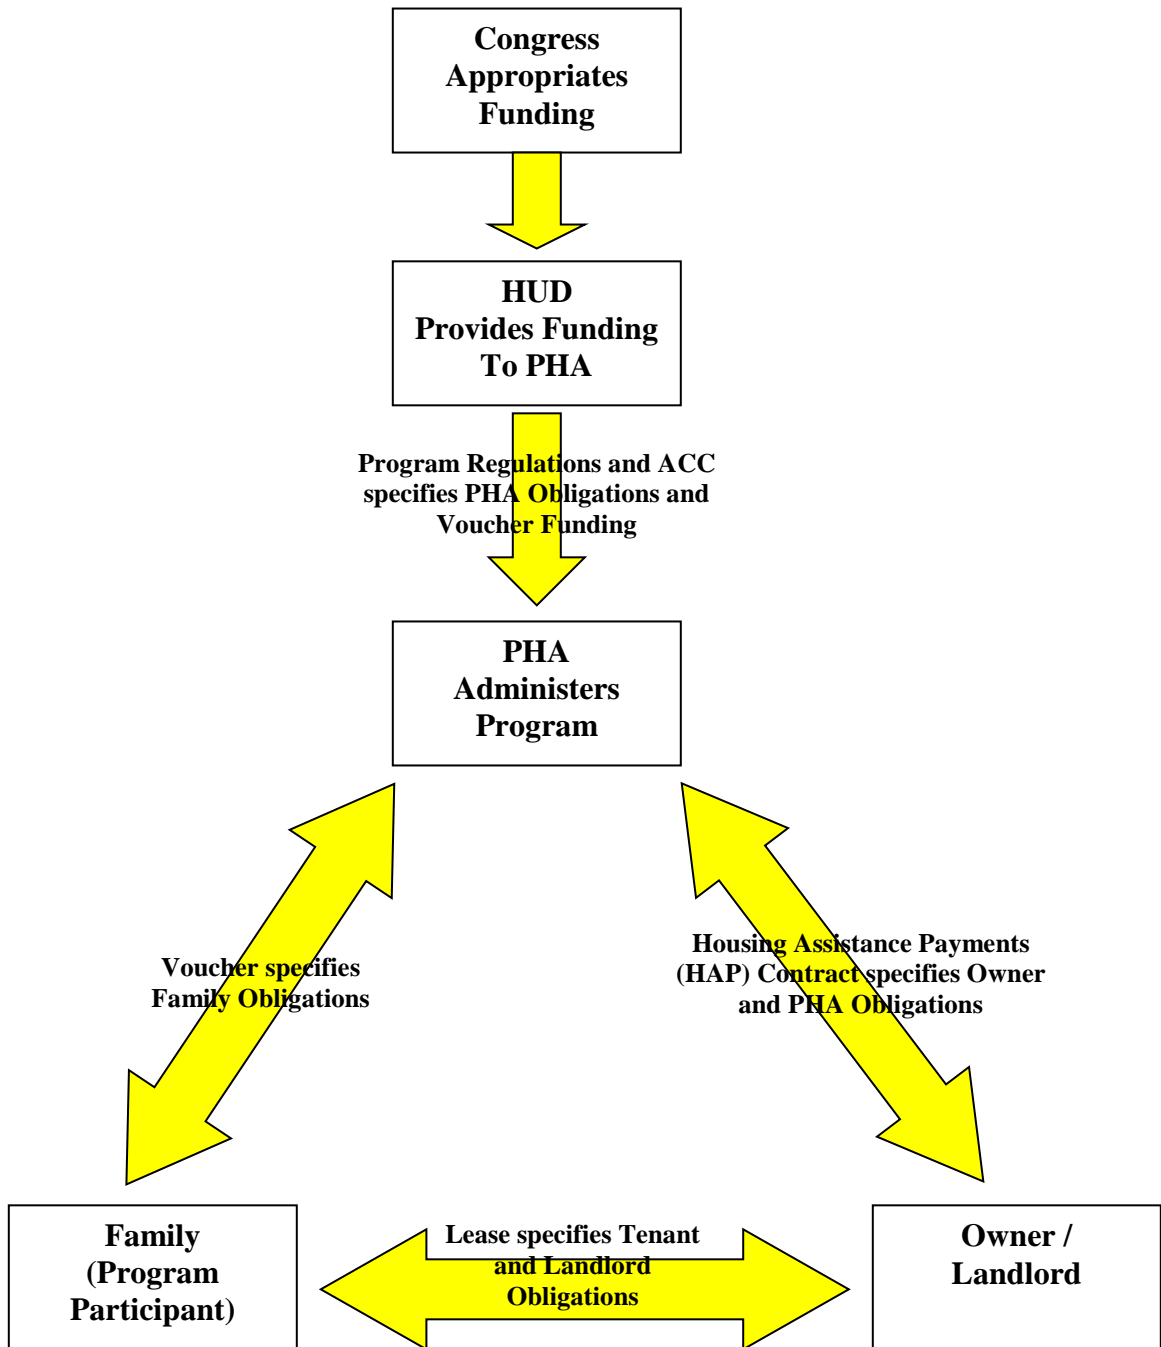 Congress
Appropriates
Funding
HUD
Provides Funding
To PHA
Program Regulations and ACC
specifies PHA Obligations and
Voucher Funding
PHA
Administers
Program
Voucher specifies
Family Obligations
Housing Assistance Payments
(HAP) Contract specifies Owner
and PHA Obligations
Family
(Program
Participant)
Lease specifies Tenant
and Landlord
Obligations
Owner /
Landlord